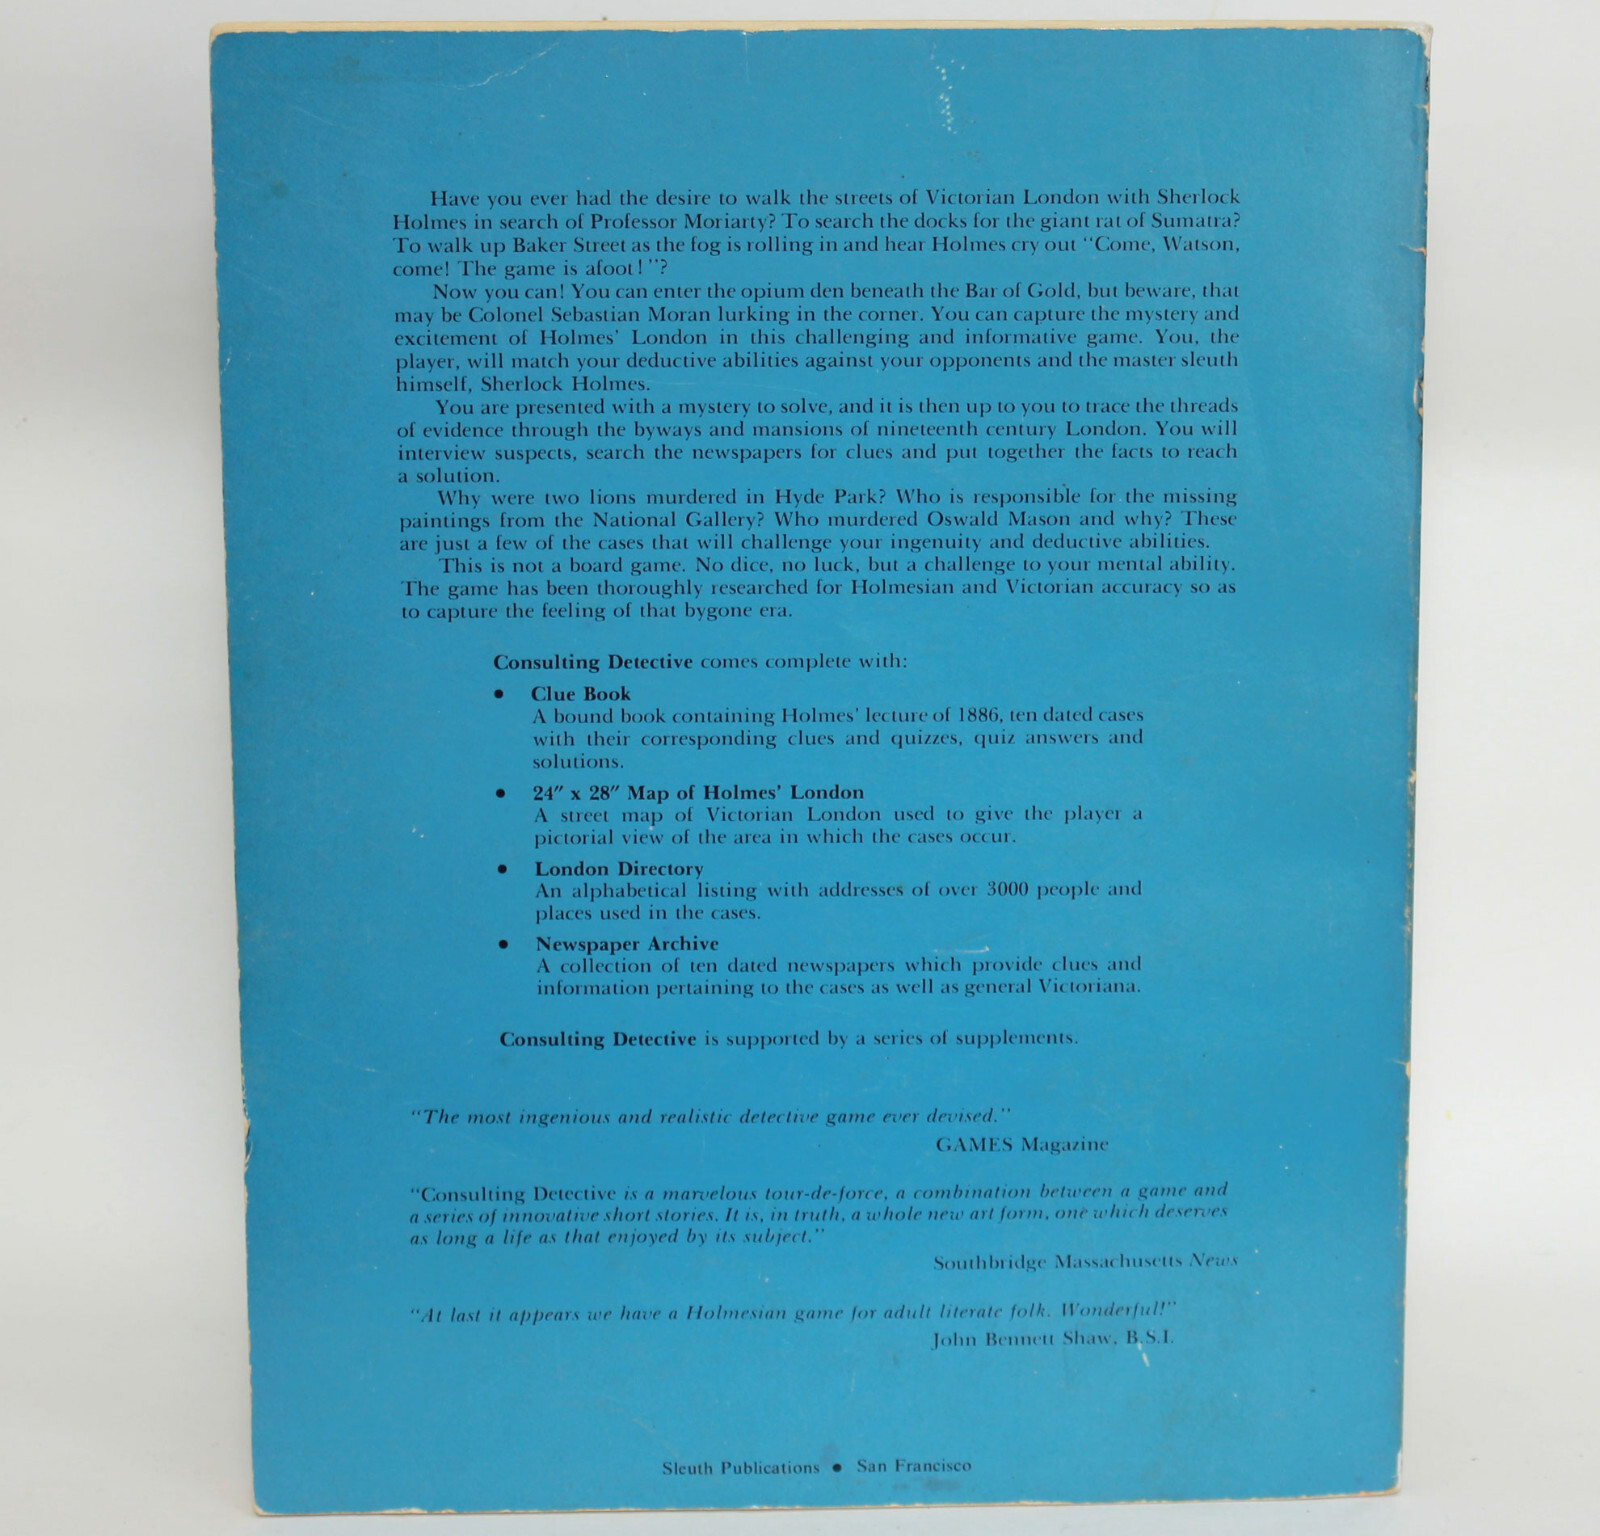 Have you ever had the desire to walk the streets of Victorian London with Sherlock
Holmes in search of Professor Moriarty? To search the docks for the giant rat of Sumatra?
To walk up Baker Street as the fog is rolling in and hear Holmes cry out "Come, Watson,
come! The game is afoot!"?
Now you can! You can enter the opium den beneath the Bar of Gold, but beware, that
may be Colonel Sebastian Moran lurking in the corner. You can capture the mystery and
excitement of Holmes' London in this challenging and informative game. You, the
player, will match your deductive abilities against your opponents and the master sleuth
himself, Sherlock Holmes.
You are presented with a mystery to solve, and it is then up to you to trace the threads
of evidence through the byways and mansions of nineteenth century London. You will
interview suspects, search the newspapers for clues and put together the facts to reach
a solution.
Why were two lions murdered in Hyde Park? Who is responsible for the missing
paintings from the National Gallery? Who murdered Oswald Mason and why? These
are just a few of the cases that will challenge your ingenuity and deductive abilities.
This is not a board game. No dice, no luck, but a challenge to your mental ability.
The game has been thoroughly researched for Holmesian and Victorian accuracy so as
to capture the feeling of that bygone era.
Consulting Detective comes complete with:
• Clue Book
A bound book containing Holmes' lecture of 1886, ten dated cases
with their corresponding clues and quizzes, quiz answers and
solutions.
• 24" x 28" Map of Holmes' London
A street map of Victorian London used to give the player a
pictorial view of the area in which the cases occur.
• London Directory
An alphabetical listing with addresses of over 3000 people and
places used in the cases.
• Newspaper Archive
A collection of ten dated newspapers which provide clues and
information pertaining to the cases as well as general Victoriana.
Consulting Detective is supported by a series of supplements.
"The most ingenious and realistic detective game ever devised."
GAMES Magazine
"Consulting Detective is a marvelous tour-de-force, a combination between a game and
a series of innovative short stories. It is, in truth, a whole new art form, one which deserves
as long a life as that enjoyed by its subject."
Southbridge Massachusetts News
"At last it appears we have a Holmesian game for adult literate folk. Wonderful!"
John Bennett Shaw, B.S.I.
Sleuth Publications • San Francisco